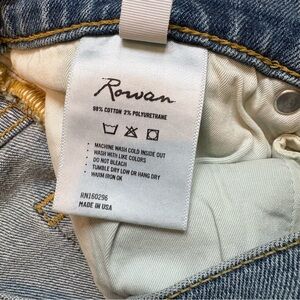 Rowan
98% COTTON 2% POLYURETHANE
• MACHINE WASH COLD INSIDE OUT
• WASH WITH LIKE COLORS
• DO NOT BLEACH
• TUMBLE DRY LOW OR HANG DRY
• WARM IRON OK
RN160296
MADE IN USA